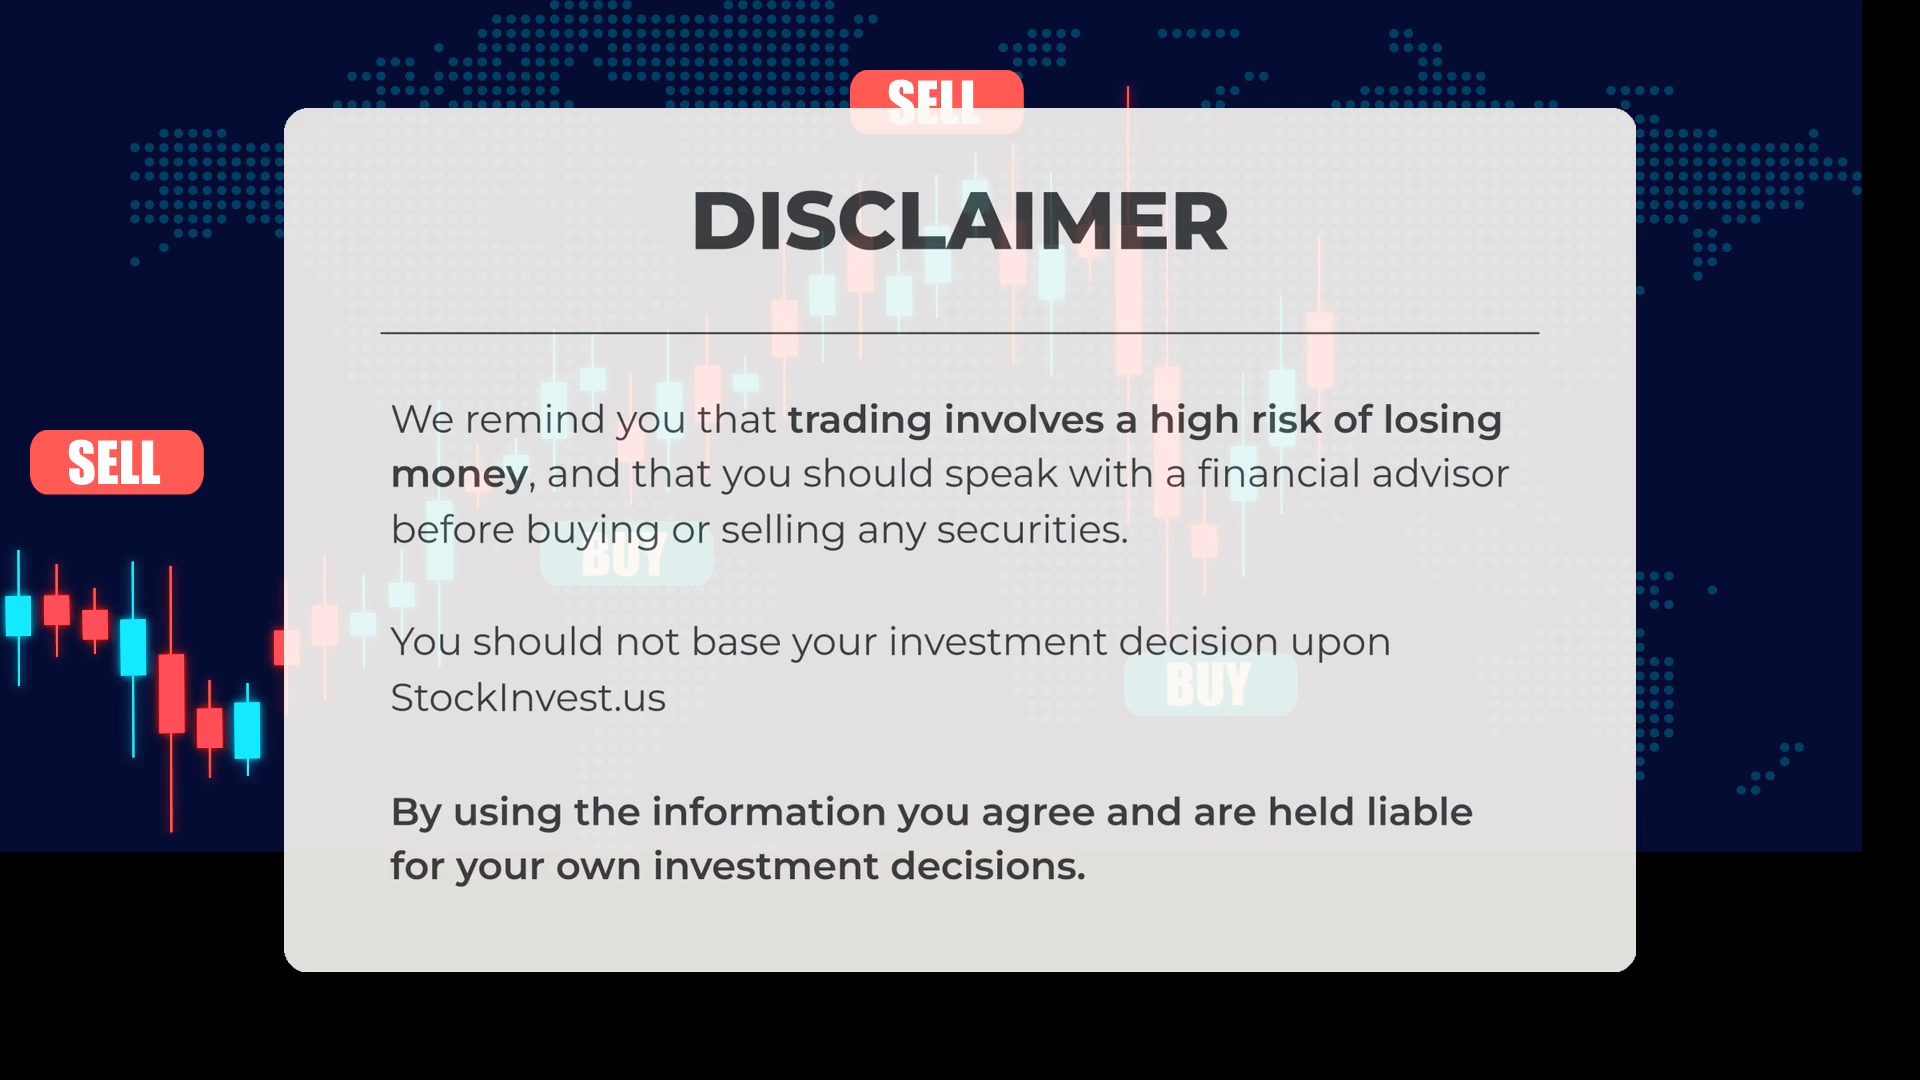 SELL
DISCLAIMER
We remind you that trading involves a high risk of losing
money, and that you should speak with a financial advisor
before buying or selling any securities.
SELL
BUY
You should not base your investment decision upon
StockInvest.us
BUY
By using the information you agree and are held liable
for your own investment decisions.